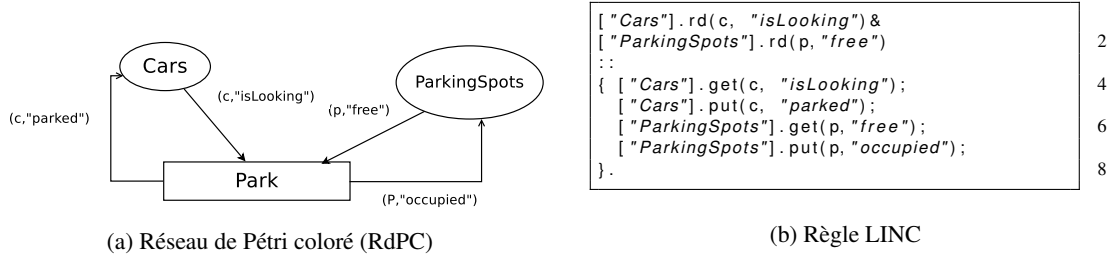 Cars
ParkingSpots
(c,"isLooking")
(p,"free")
(c,"parked")
Park
(P,"occupied")
(a) Réseau de Pétri coloré (RdPC)
["Cars"].rd(c, "isLooking")&
["ParkingSpots"].rd(p,"free") 2
::
{ ["Cars"].get(c, "isLooking"); 4
["Cars"].put(c, "parked");
["ParkingSpots"].get(p,"free"); 6
["ParkingSpots"].put(p,"occupied");
}. 8
(b) Règle LINC